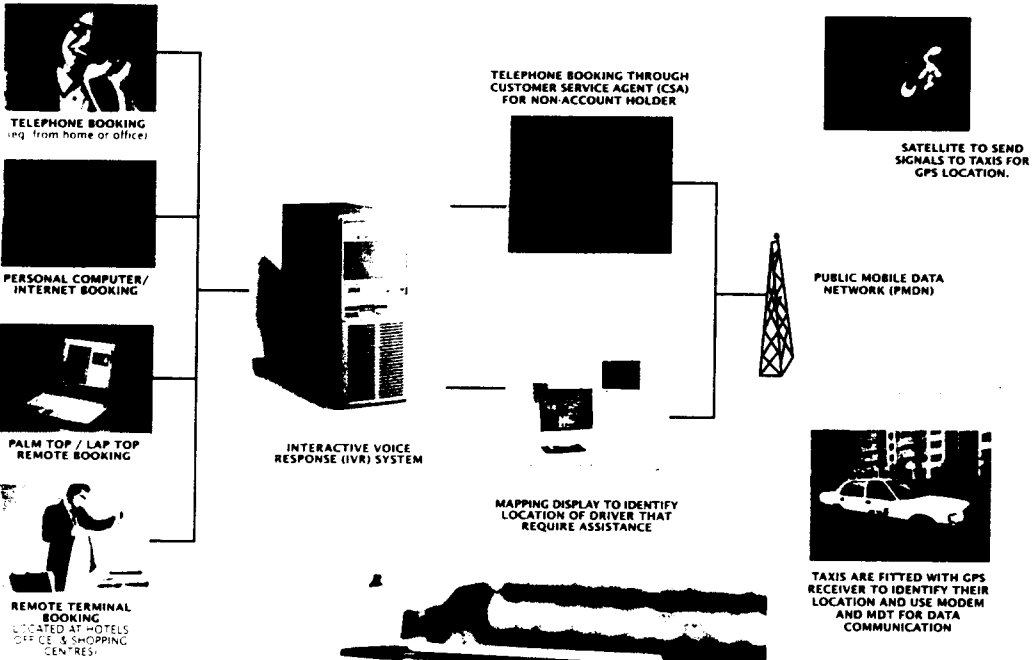 TELEPHONE BOOKING
(eg. from home or office)
PERSONAL COMPUTER/
INTERNET BOOKING
PALM TOP / LAP TOP
REMOTE BOOKING
REMOTE TERMINAL
BOOKING
LOCATED AT HOTELS
OFFICE & SHOPPING
CENTRES)
INTERACTIVE VOICE
RESPONSE (IVR) SYSTEM
TELEPHONE BOOKING THROUGH
CUSTOMER SERVICE AGENT (CSA)
FOR NON-ACCOUNT HOLDER
MAPPING DISPLAY TO IDENTIFY
LOCATION OF DRIVER THAT
REQUIRE ASSISTANCE
SATELLITE TO SEND
SIGNALS TO TAXIS FOR
GPS LOCATION.
PUBLIC MOBILE DATA
NETWORK (PMDN)
TAXIS ARE FITTED WITH GPS
RECEIVER TO IDENTIFY THEIR
LOCATION AND USE MODEM
AND MDT FOR DATA
COMMUNICATION